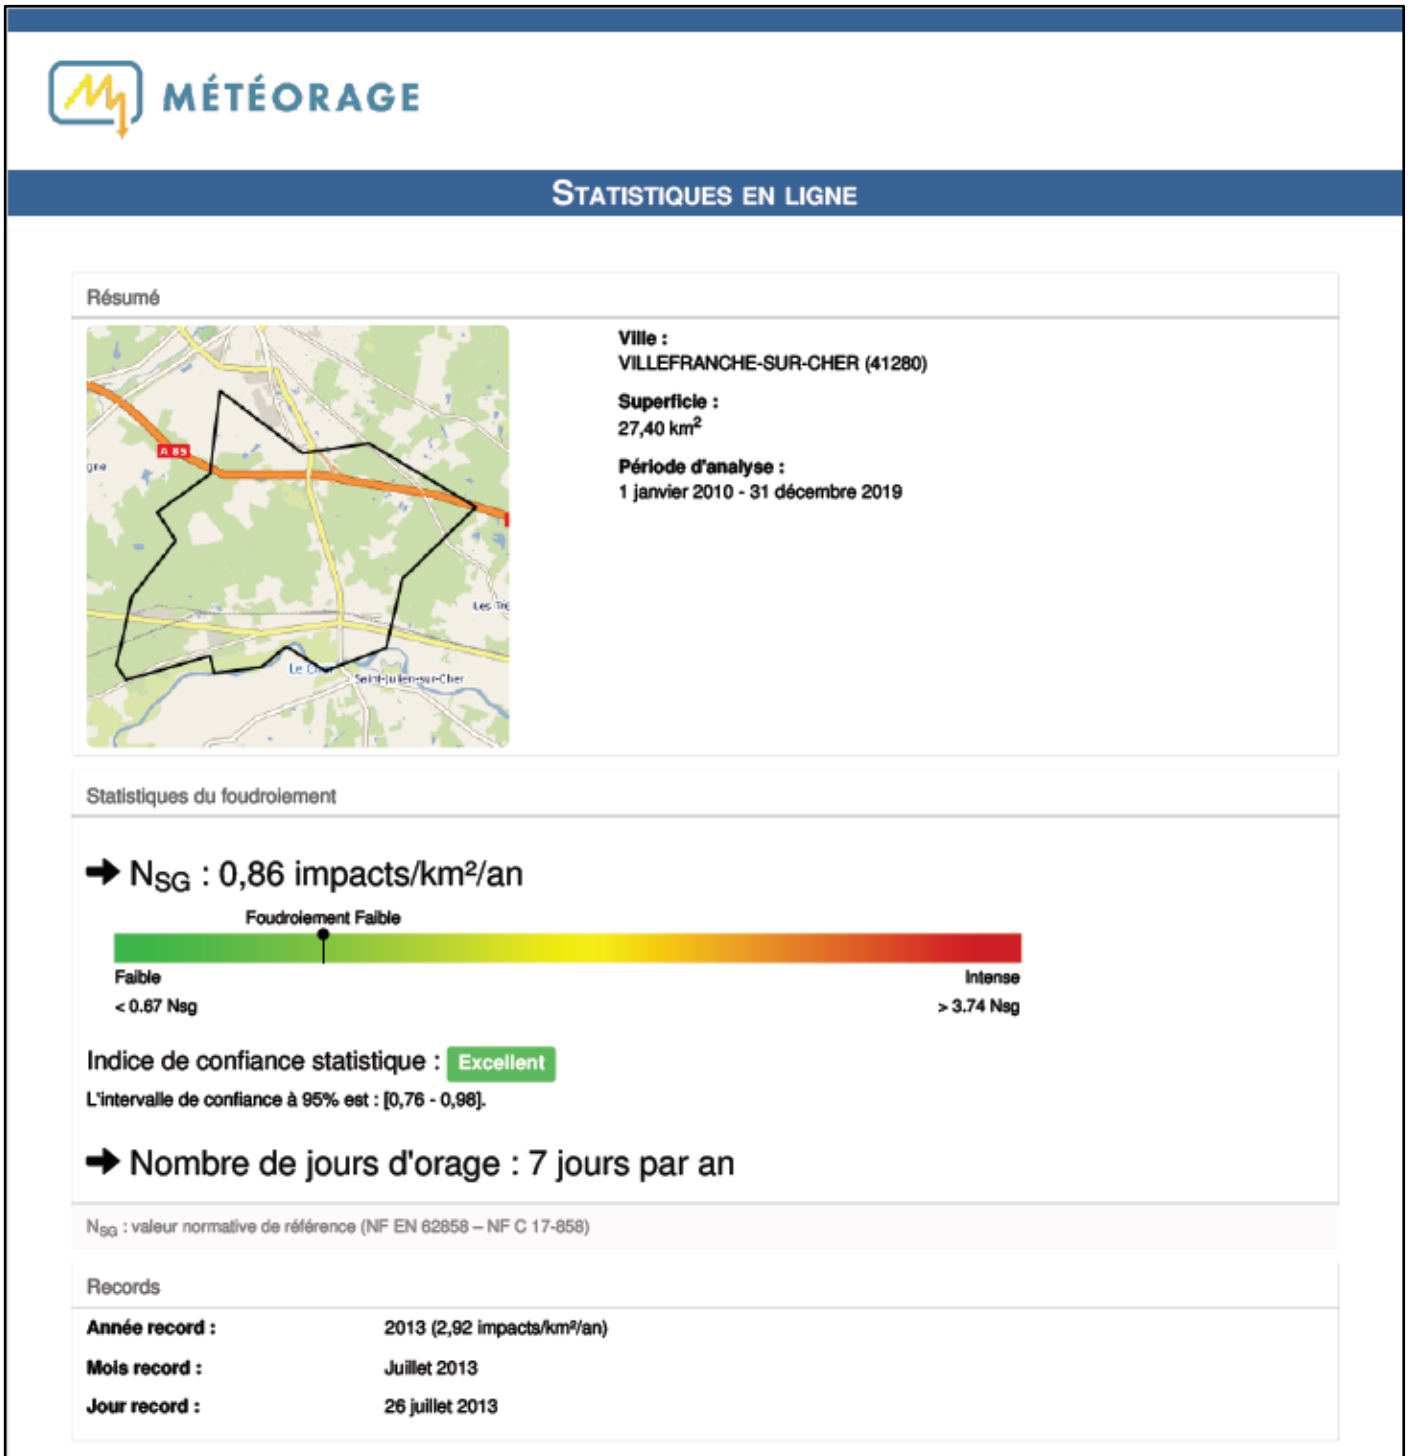 MÉTÉORAGE
STATISTIQUES EN LIGNE
Résumé
A 85
gne
Les Tre
Le Cher
Saint-Julien-sur-Cher
Ville :
VILLEFRANCHE-SUR-CHER (41280)
Superficie :
27,40 km²
Période d'analyse :
1 janvier 2010 - 31 décembre 2019
Statistiques du foudroiement
➔ NSG : 0,86 impacts/km²/an
Foudroiement Faible
Faible Intense
< 0.67 Nsg > 3.74 Nsg
Indice de confiance statistique : Excellent
L'intervalle de confiance à 95% est : [0,76 - 0,98].
➔ Nombre de jours d'orage : 7 jours par an
NSG : valeur normative de référence (NF EN 62858 – NF C 17-858)
Records
Année record : 2013 (2,92 impacts/km²/an)
Mois record : Juillet 2013
Jour record : 26 juillet 2013